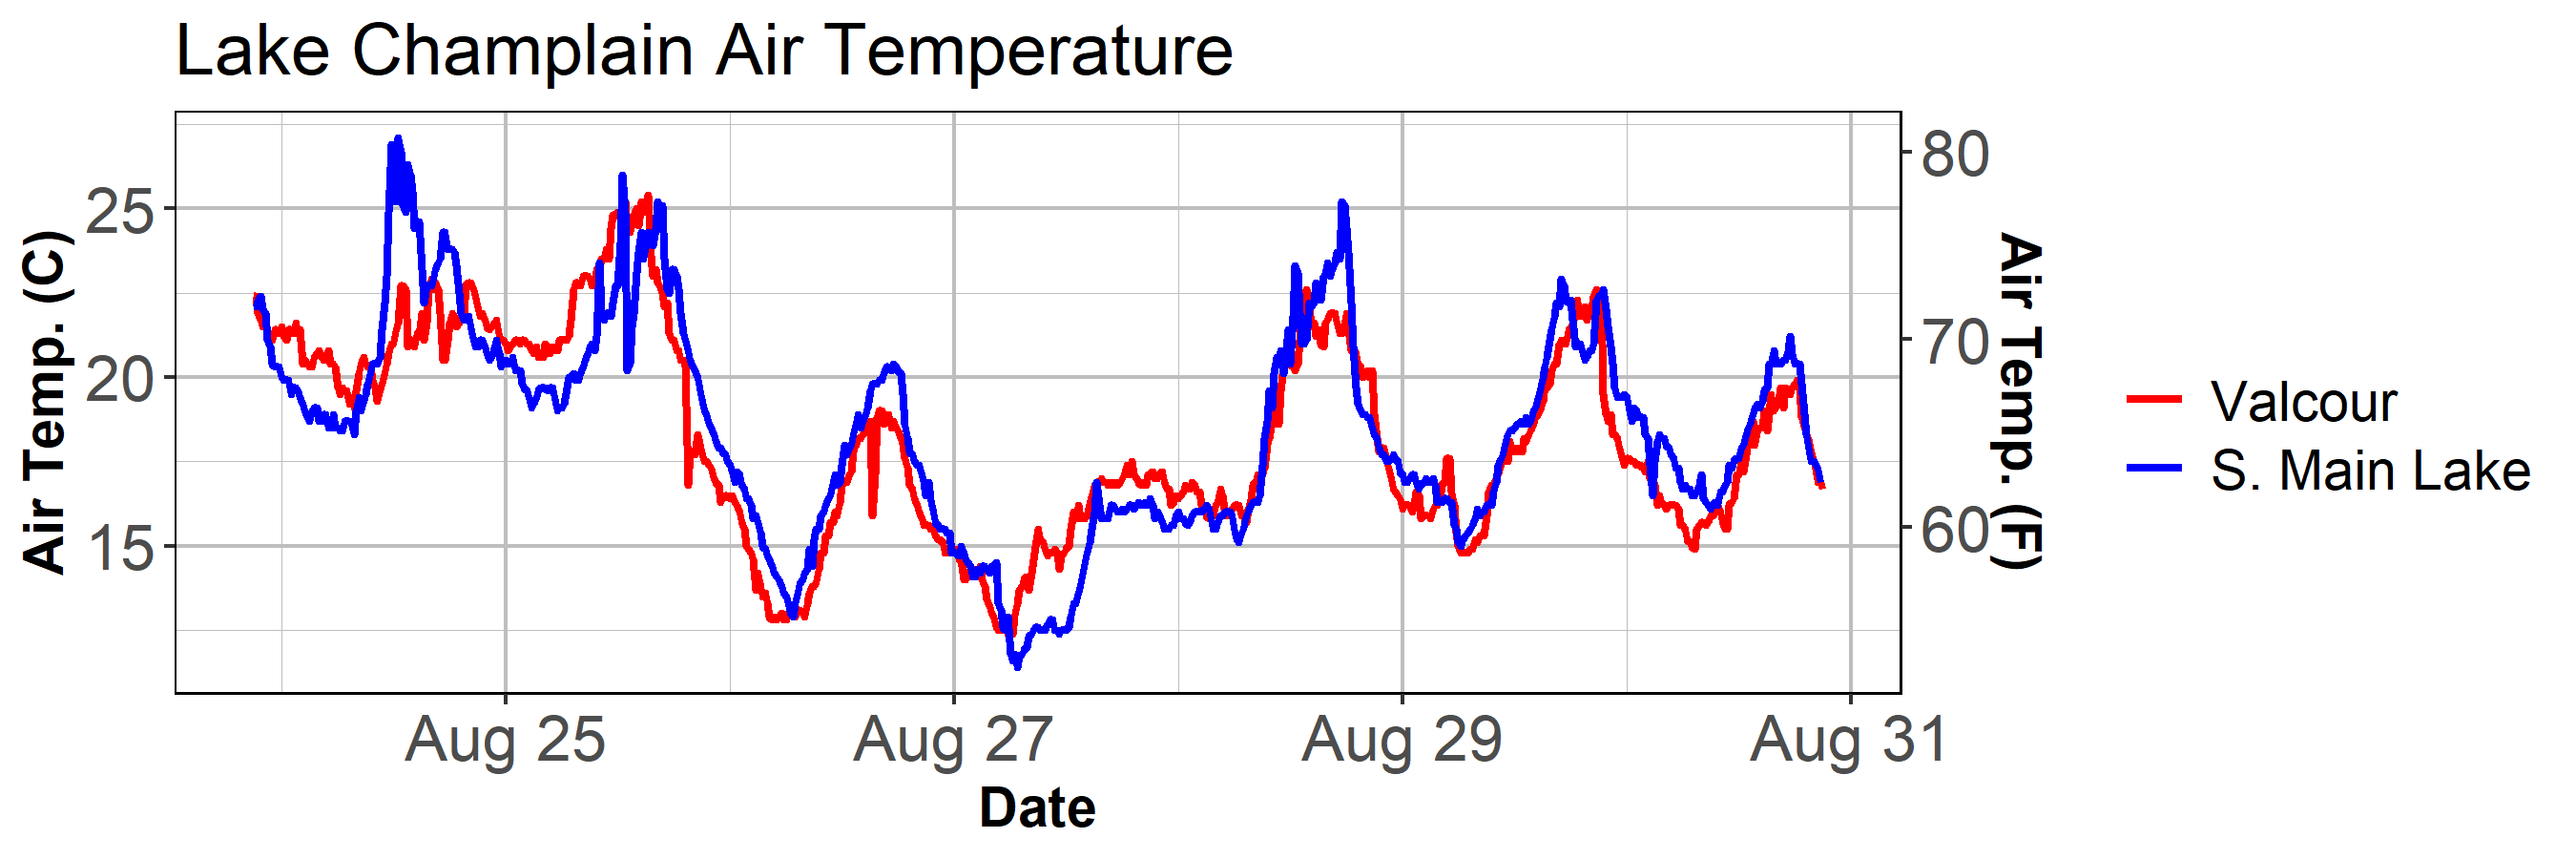 Lake Champlain Air Temperature
Air Temp. (C)
25
20
15
80
70
60
Air Temp. (F)
Aug 25
Aug 27
Aug 29
Aug 31
Date
Valcour
S. Main Lake